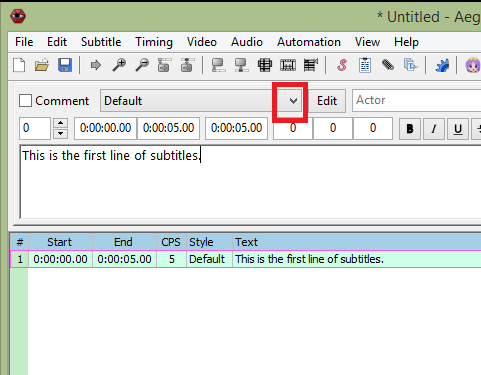 * Untitled - Aeg
File Edit Subtitle Timing Video Audio Automation View Help
Comment Default Edit Actor
0 0:00:00.00 0:00:05.00 0:00:05.00 0 0 0 B I U S
This is the first line of subtitles.
# Start End CPS Style Text
1 0:00:00.00 0:00:05.00 5 Default This is the first line of subtitles.